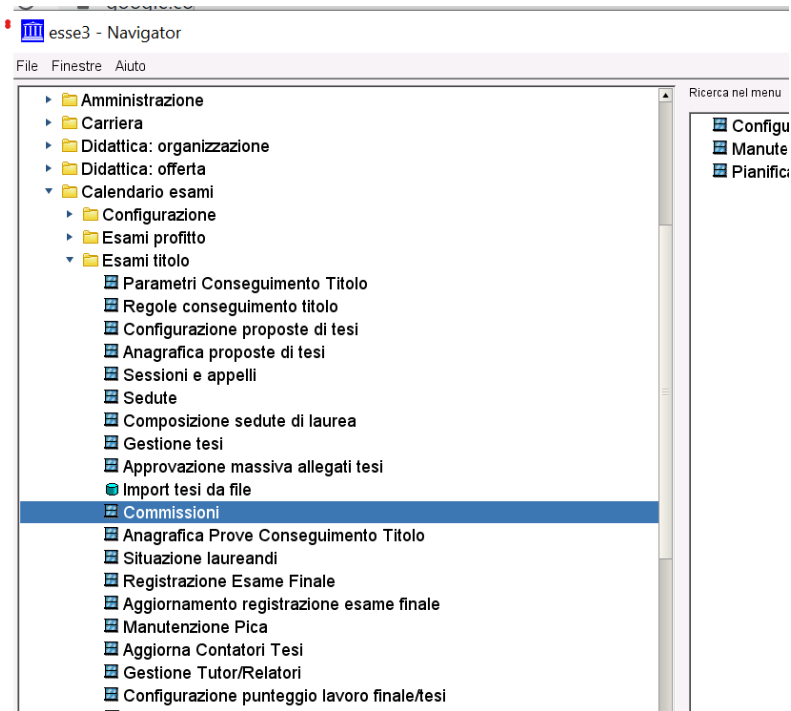 esse3 - Navigator
File Finestre Aiuto
Amministrazione
Carriera
Didattica: organizzazione
Didattica: offerta
Calendario esami
Configurazione
Esami profitto
Esami titolo
Parametri Conseguimento Titolo
Regole conseguimento titolo
Configurazione proposte di tesi
Anagrafica proposte di tesi
Sessioni e appelli
Sedute
Composizione sedute di laurea
Gestione tesi
Approvazione massiva allegati tesi
Import tesi da file
Commissioni
Anagrafica Prove Conseguimento Titolo
Situazione laureandi
Registrazione Esame Finale
Aggiornamento registrazione esame finale
Manutenzione Pica
Aggiorna Contatori Tesi
Gestione Tutor/Relatori
Configurazione punteggio lavoro finale/tesi
Ricerca nel menu
Configu
Manute
Pianifica